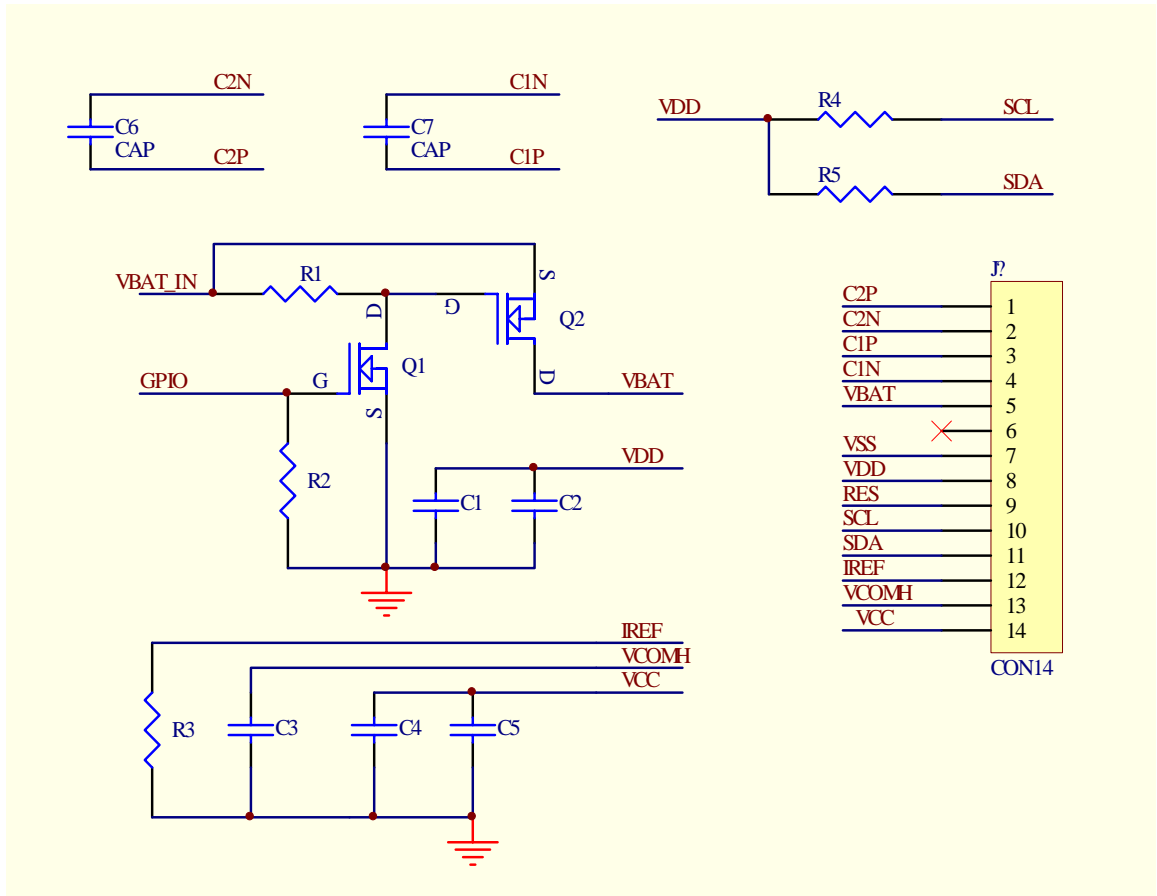 C2N
C6
CAP
C2P
C1N
C7
CAP
C1P
VDD
R4
SCL
R5
SDA
VBAT_IN
R1
D
G
S
Q2
D
VBAT
GPIO
G
Q1
S
R2
VDD
C1
C2
IREF
VCOMH
VCC
R3
C3
C4
C5
J?
C2P 1
C2N 2
C1P 3
C1N 4
VBAT 5
6
VSS 7
VDD 8
RES 9
SCL 10
SDA 11
IREF 12
VCOMH 13
VCC 14
CON14